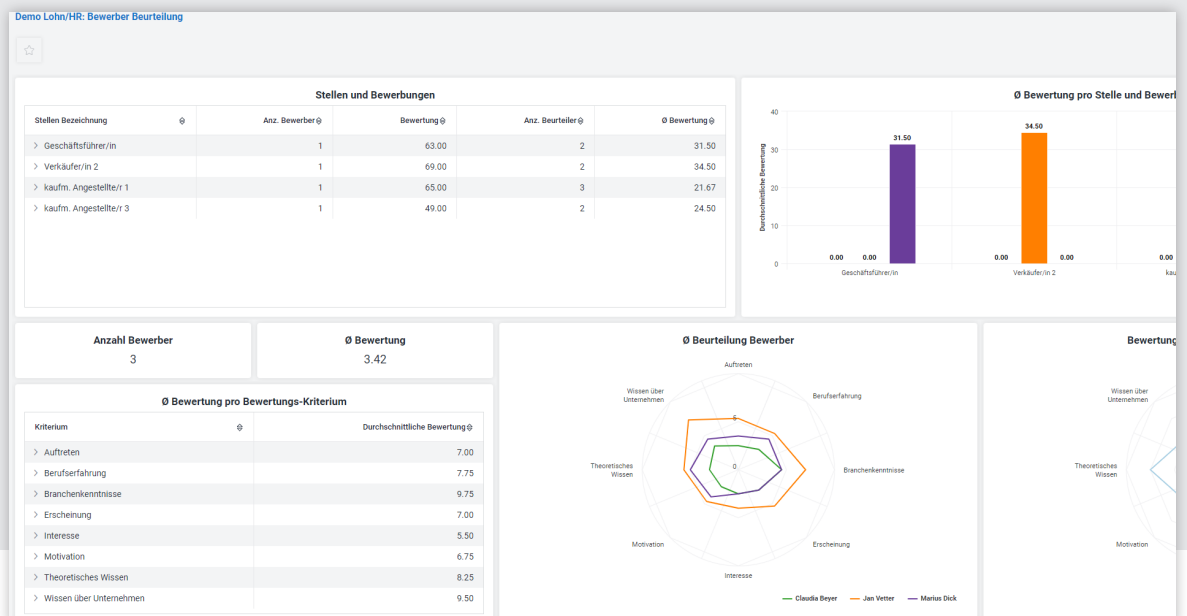 Demo Lohn/HR: Bewerber Beurteilung
Stellen und Bewerbungen
Stellen Bezeichnung Anz. Bewerber Bewertung Anz. Beurteiler Ø Bewertung
Geschäftsführer/in 1 63.00 2 31.50
Verkäufer/in 2 1 69.00 2 34.50
kaufm. Angestellte/r 1 1 65.00 3 21.67
kaufm. Angestellte/r 3 1 49.00 2 24.50
Ø Bewertung pro Stelle und Bewerl
Durchschnittliche Bewertung
40
30
20
10
0
0.00 0.00 31.50
0.00 34.50 0.00
0.00
Geschäftsführer/in Verkäufer/in 2 kau
Anzahl Bewerber
3
Ø Bewertung
3.42
Ø Bewertung pro Bewertungs-Kriterium
Kriterium Durchschnittliche Bewertung
Auftreten 7.00
Berufserfahrung 7.75
Branchenkenntnisse 9.75
Erscheinung 7.00
Interesse 5.50
Motivation 6.75
Theoretisches Wissen 8.25
Wissen über Unternehmen 9.50
Ø Beurteilung Bewerber
Auftreten
Berufserfahrung
Branchenkenntnisse
Erscheinung
Interesse
Motivation
Theoretisches
Wissen
Wissen über
Unternehmen
0
Claudia Beyer Jan Vetter Marius Dick
Bewertung
Wissen über
Unternehmen
Theoretisches
Wissen
Motivation